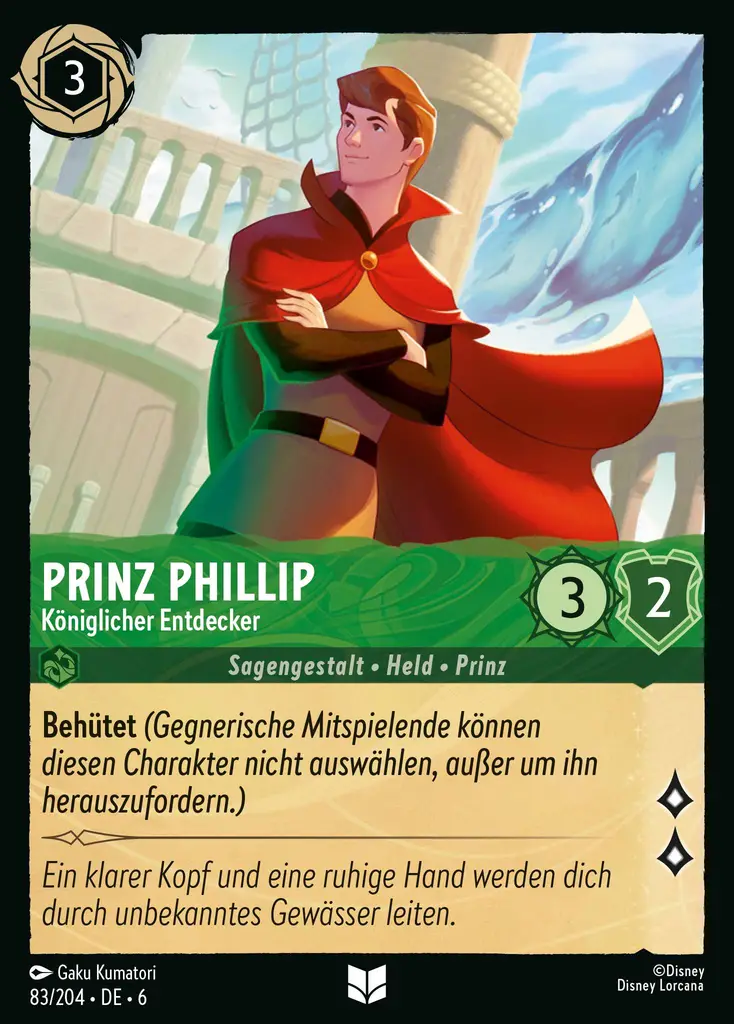 3
PRINZ PHILLIP
Königlicher Entdecker
3
2
Sagengestalt • Held • Prinz
Behütet (Gegnerische Mitspielende können
diesen Charakter nicht auswählen, außer um ihn
herauszufordern.)
Ein klarer Kopf und eine ruhige Hand werden dich
durch unbekanntes Gewässer leiten.
Gaku Kumatori
©Disney
83/204 • DE • 6
Disney Lorcana